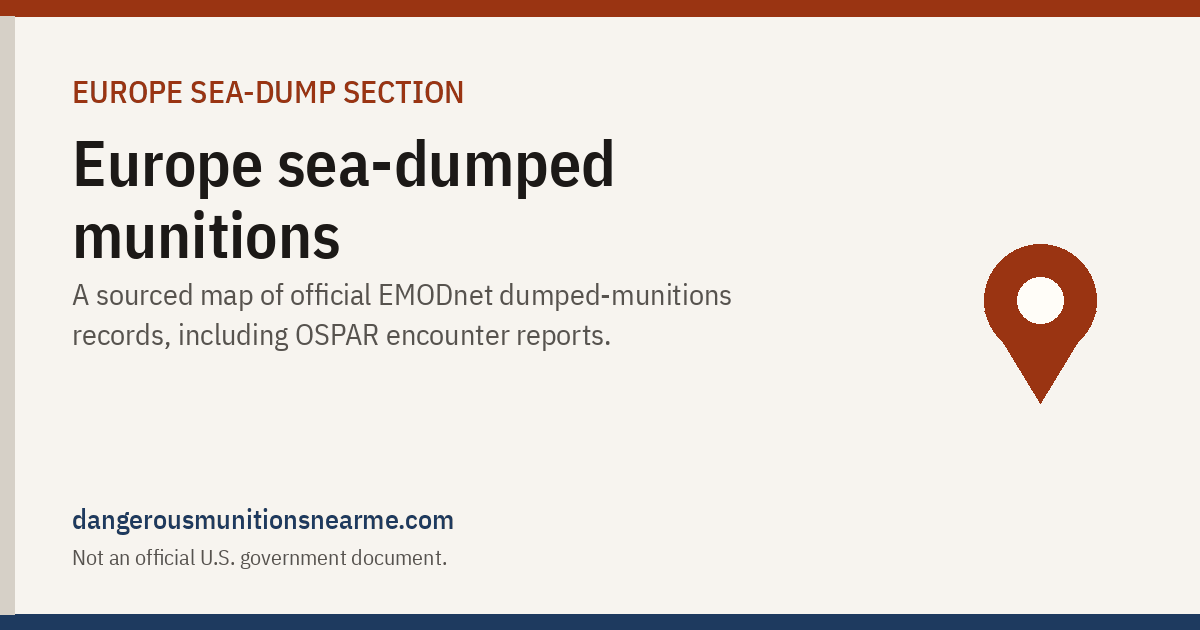 EUROPE SEA-DUMP SECTION
Europe sea-dumped
munitions
A sourced map of official EMODnet dumped-munitions
records, including OSPAR encounter reports.
dangerousmunitionsnearme.com
Not an official U.S. government document.